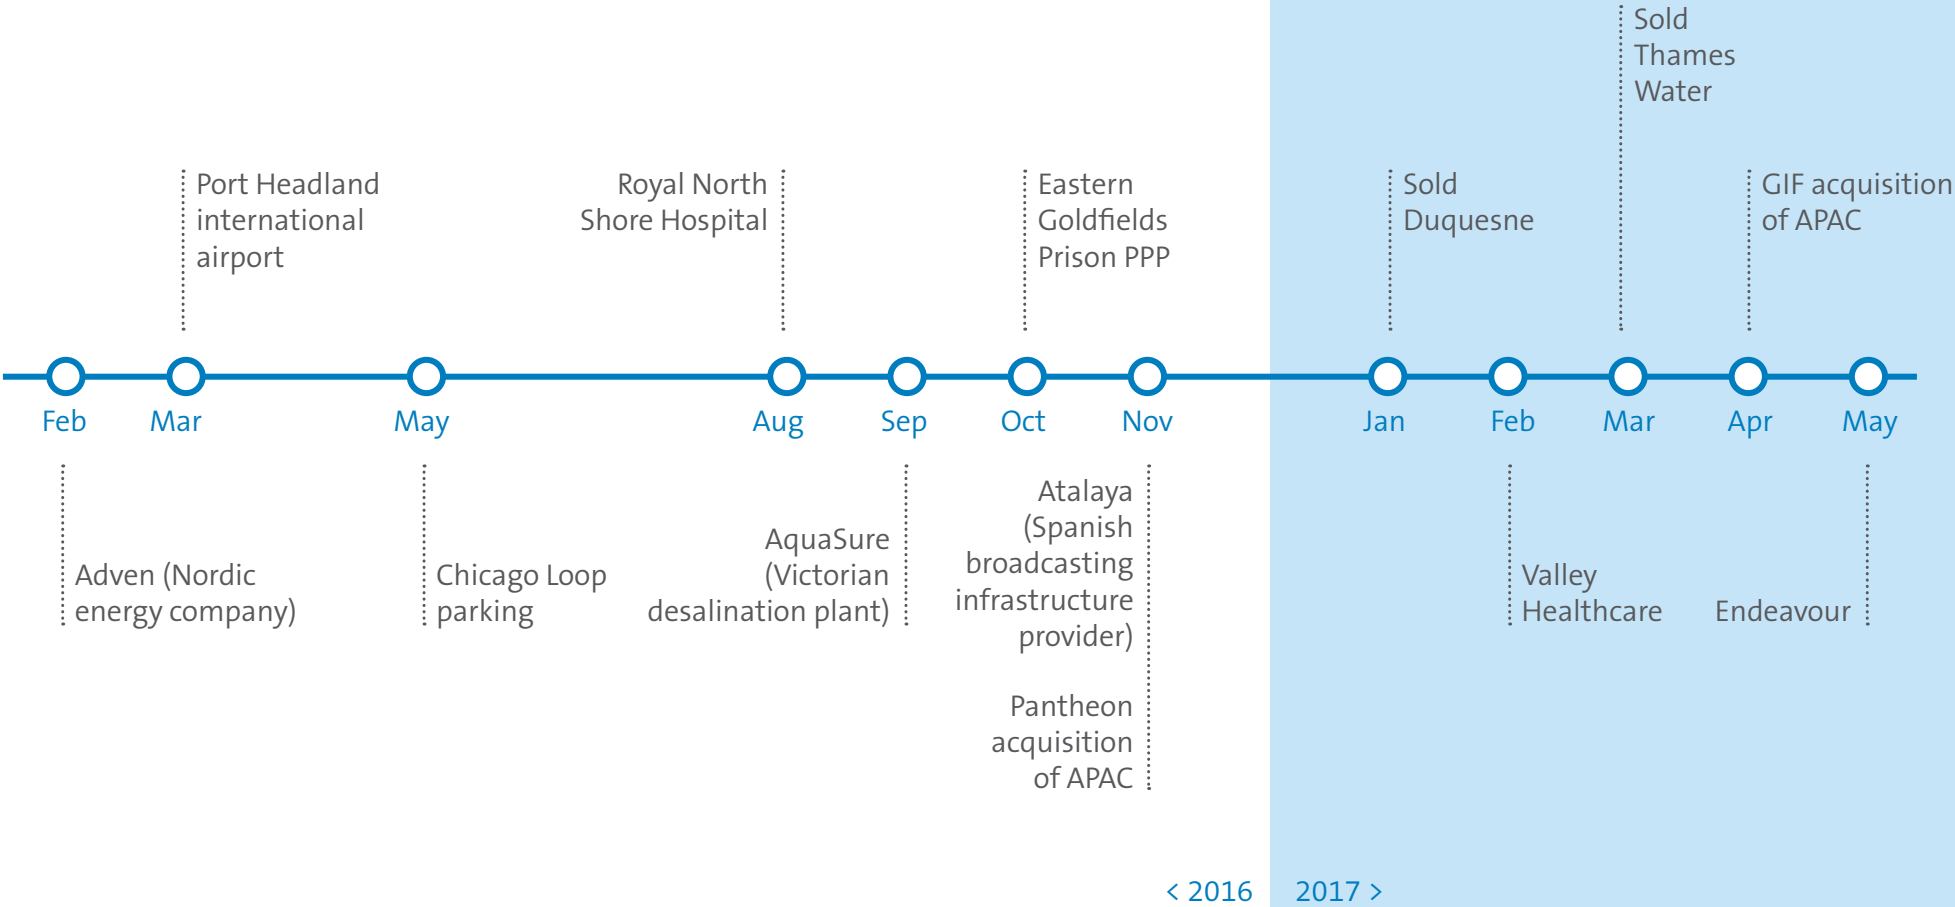 Sold
Thames
Water
Port Headland
international
airport
Royal North
Shore Hospital
Eastern
Goldfields
Prison PPP
Sold
Duquesne
GIF acquisition
of APAC
Feb
Mar
May
Aug
Sep
Oct
Nov
Jan
Feb
Mar
Apr
May
Adven (Nordic
energy company)
Chicago Loop
parking
AquaSure
(Victorian
desalination plant)
Atalaya
(Spanish
broadcasting
infrastructure
provider)
Pantheon
acquisition
of APAC
Valley
Healthcare
Endeavour
< 2016
2017 >